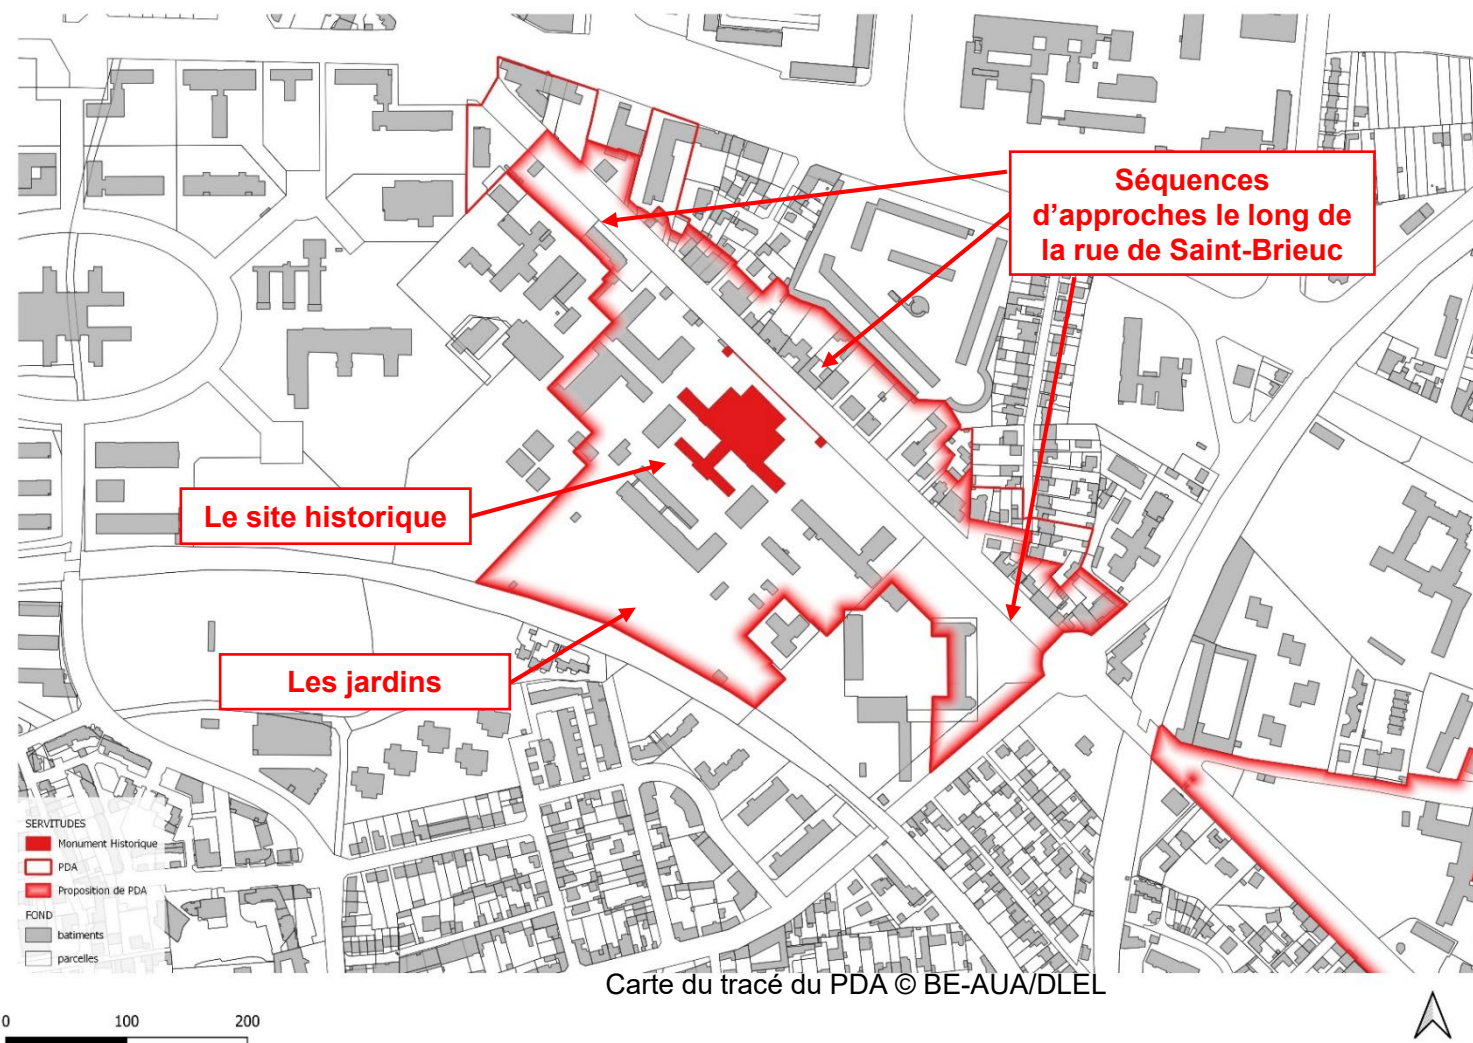 Séquences
d'approches le long de
la rue de Saint-Brieuc
Le site historique
Les jardins
SERVITUDES
Monument Historique
PDA
Proposition de PDA
FOND
batiments
parcelles
Carte du tracé du PDA © BE-AUA/DLEL
0 100 200